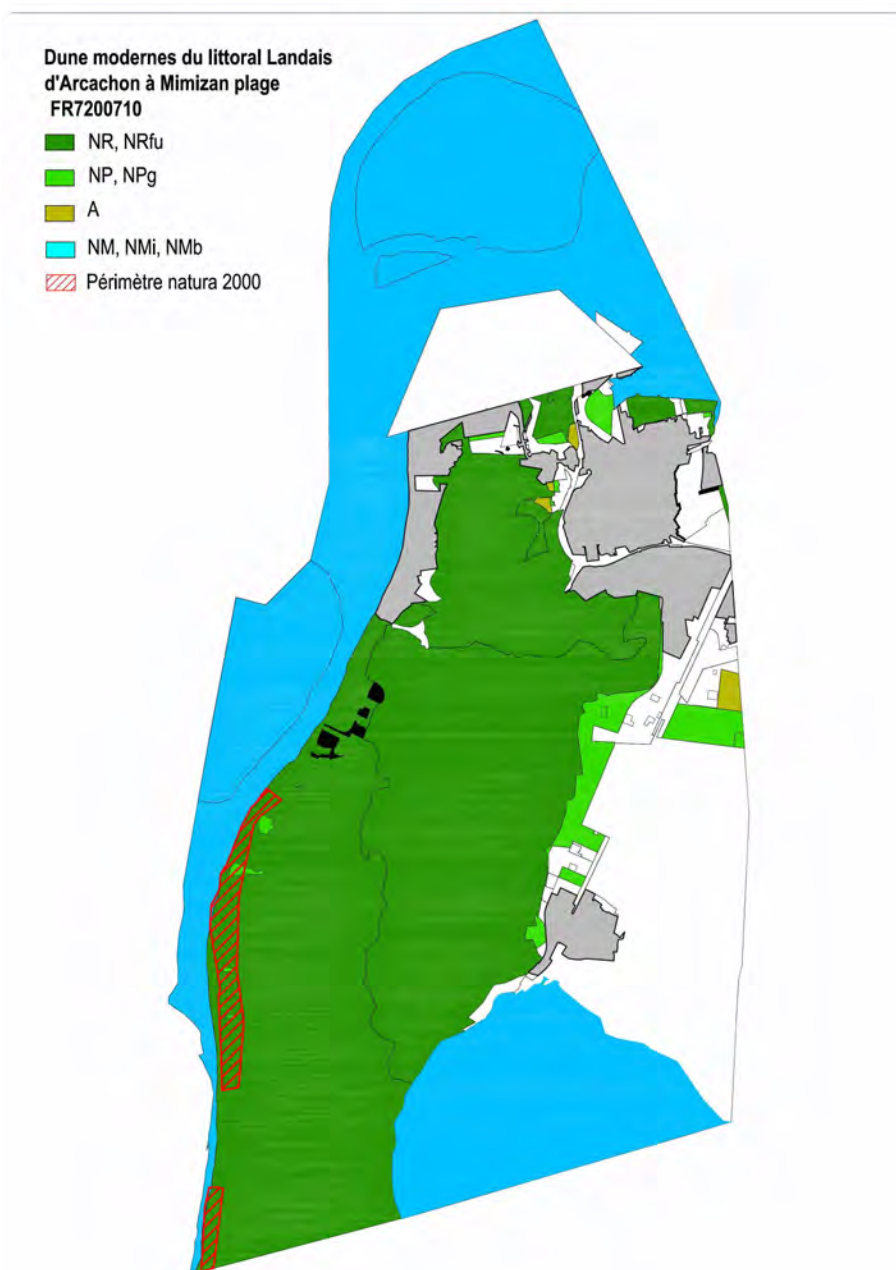 Dune modernes du littoral Landais
d'Arcachon à Mimizan plage
FR7200710
NR, NRfu
NP, NPg
A
NM, NMi, NMb
Périmètre natura 2000